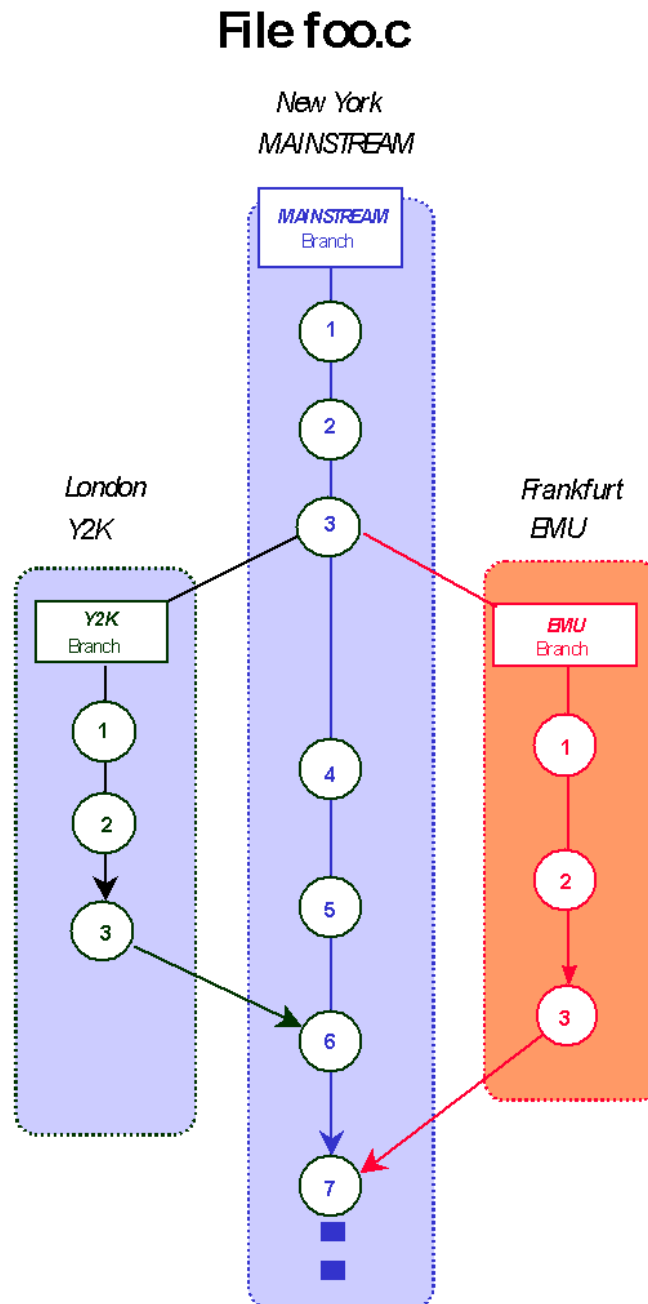 File foo.c
New York
MAINSTREAM
MAINSTREAM
Branch
1
2
3
London
Y2K
Y2K
Branch
1
2
3
4
5
6
7
Frankfurt
EMU
EMU
Branch
1
2
3